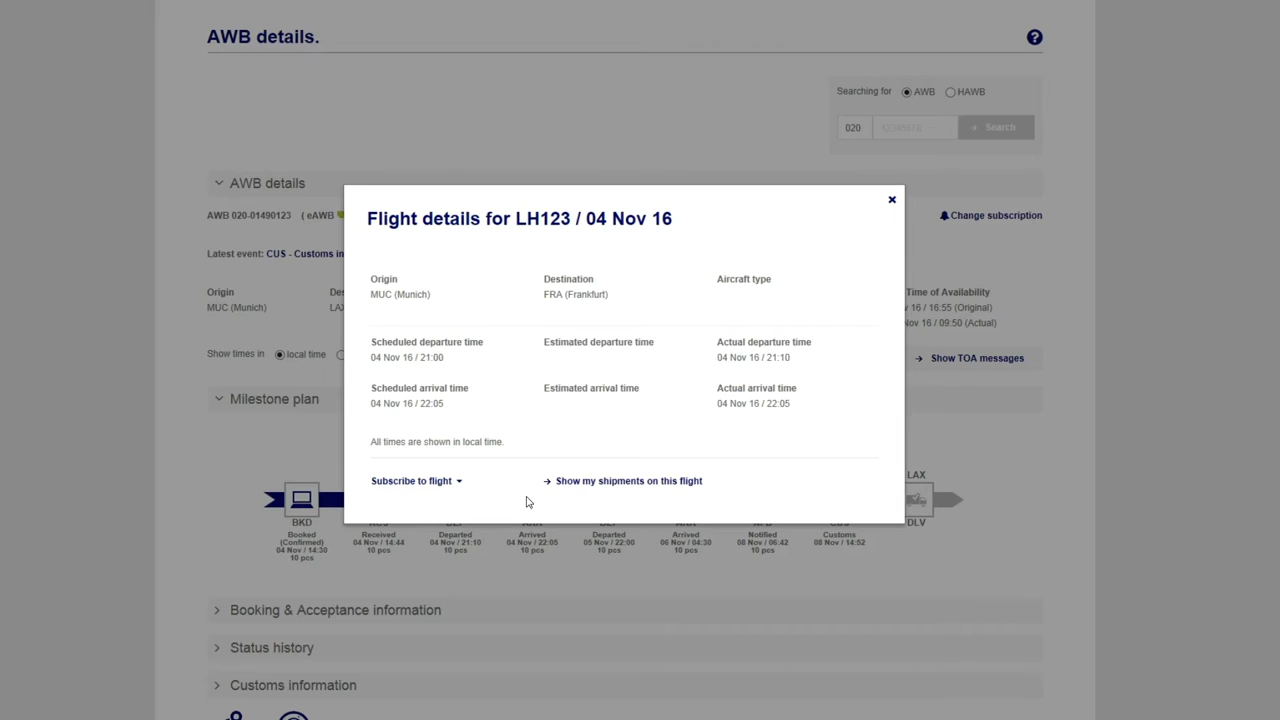 AWB details.
Searching for AWB HAWB
020 12345678 Search
AWB details
AWB 020-01490123 ( eAWB
Change subscription
Latest event: CUS - Customs in
Origin
MUC (Munich)
LAX
Time of Availability
16:55 (Original)
Nov 16 / 09:50 (Actual)
Show times in local time
Show TOA messages
Milestone plan
Flight details for LH123 / 04 Nov 16
Origin Destination Aircraft type
MUC (Munich) FRA (Frankfurt)
Scheduled departure time Estimated departure time Actual departure time
04 Nov 16 / 21:00 04 Nov 16 / 21:10
Scheduled arrival time Estimated arrival time Actual arrival time
04 Nov 16 / 22:05 04 Nov 16 / 22:05
All times are shown in local time.
Subscribe to flight Show my shipments on this flight
LAX
BKD DLV
Booked Received Departed Arrived Departed Arrived Notified Customs
(Confirmed) 04 Nov / 14:44 04 Nov / 21:10 04 Nov / 22:05 05 Nov / 22:00 06 Nov / 04:30 08 Nov / 06:42 08 Nov / 14:52
04 Nov / 14:30 10 pcs 10 pcs 10 pcs 10 pcs 10 pcs 10 pcs
10 pcs
Booking & Acceptance information
Status history
Customs information